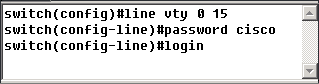 switch(config)#line vty 0 15
switch(config-line)#password cisco
switch(config-line)#login